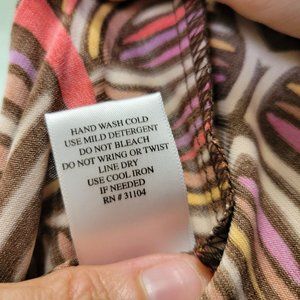 HAND WASH COLD
USE MILD DETERGENT
DO NOT BLEACH
DO NOT WRING OR TWIST
LINE DRY
USE COOL IRON
IF NEEDED
RN # 31104